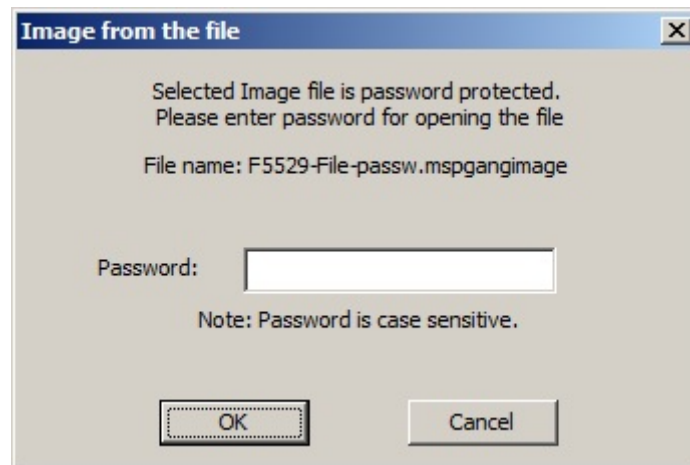 Image from the file
Selected Image file is password protected.
Please enter password for opening the file
File name: F5529-File-passw.mspgangimage
Password:
Note: Password is case sensitive.
OK
Cancel